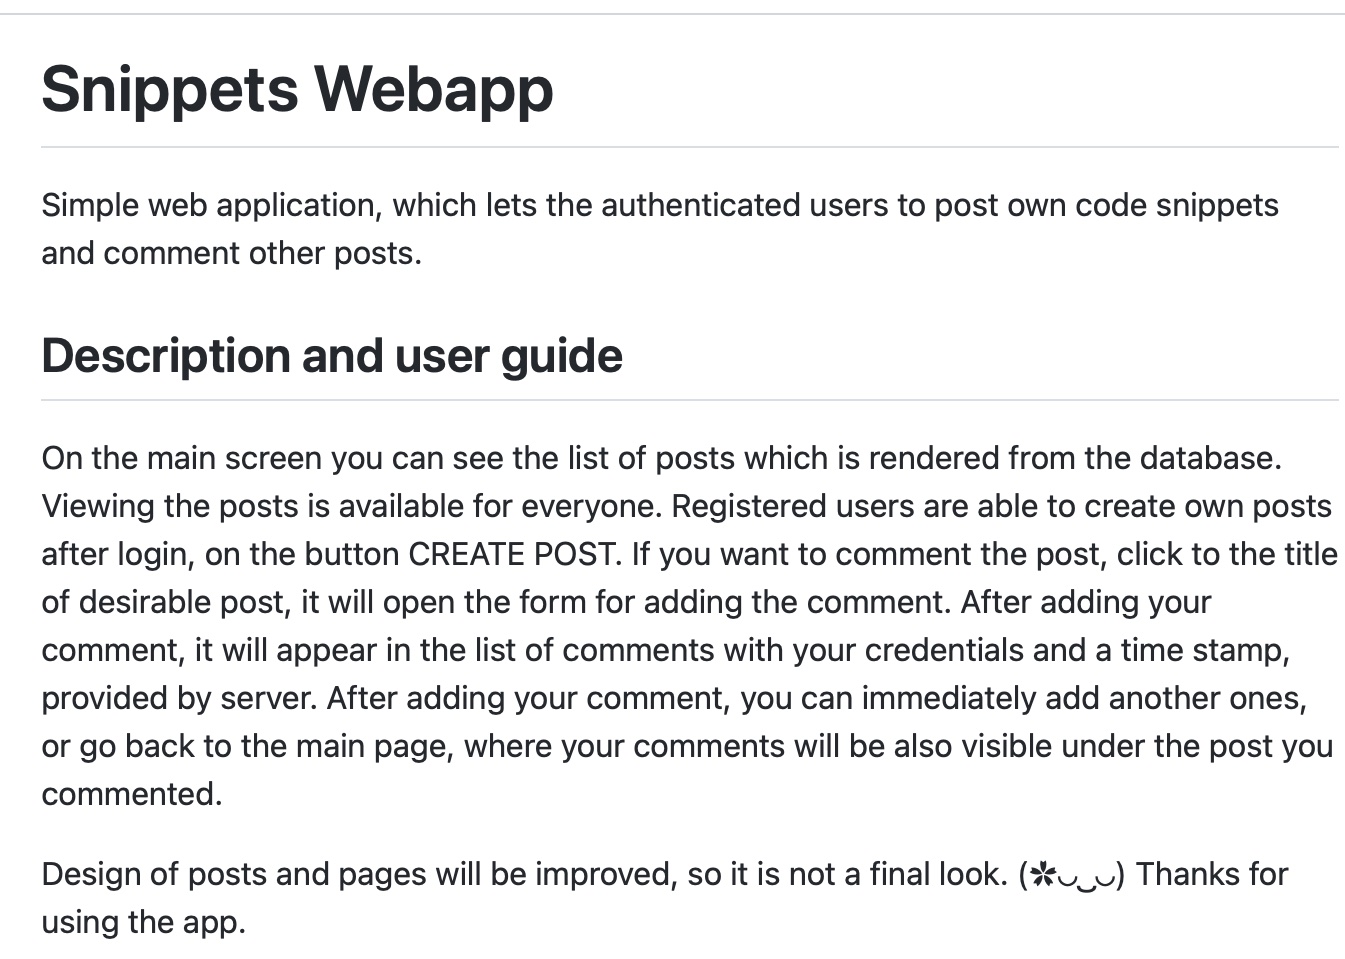 Snippets Webapp
Simple web application, which lets the authenticated users to post own code snippets
and comment other posts.
Description and user guide
On the main screen you can see the list of posts which is rendered from the database.
Viewing the posts is available for everyone. Registered users are able to create own posts
after login, on the button CREATE POST. If you want to comment the post, click to the title
of desirable post, it will open the form for adding the comment. After adding your
comment, it will appear in the list of comments with your credentials and a time stamp,
provided by server. After adding your comment, you can immediately add another ones,
or go back to the main page, where your comments will be also visible under the post you
commented.
Design of posts and pages will be improved, so it is not a final look. (✲◡‿◡) Thanks for
using the app.